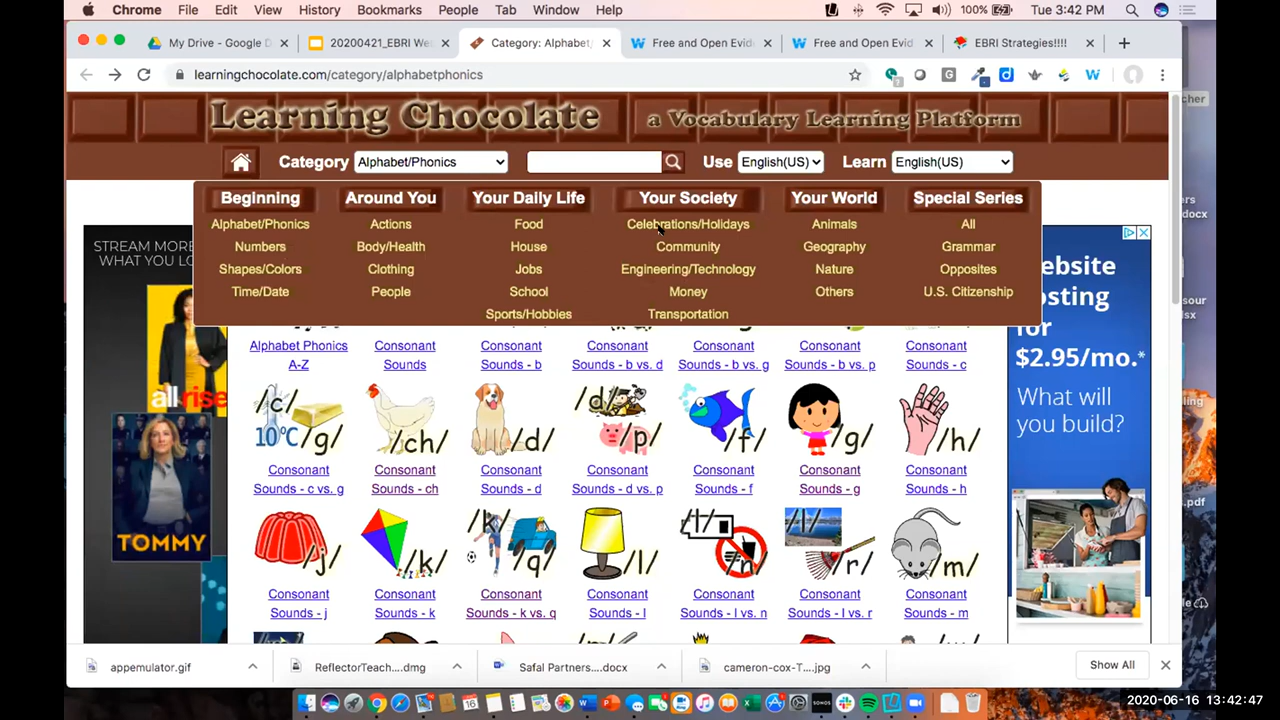 Chrome File Edit View History Bookmarks People Tab Window Help 100% Tue 3:42 PM
My Drive - Google D 20200421_EBRI We Category: Alphabet/ Free and Open Evid Free and Open Evid EBRI Strategies!!!!
learningchocolate.com/category/alphabetphonics
Learning Chocolate a Vocabulary Learning Platform
Category Alphabet/Phonics Use English(US) Learn English(US)
Beginning Around You Your Daily Life Your Society Your World Special Series
Alphabet/Phonics Actions Food Celebrations/Holidays Animals All
Numbers Body/Health House Community Geography Grammar
Shapes/Colors Clothing Jobs Engineering/Technology Nature Opposites
Time/Date People School Money Others U.S. Citizenship
Sports/Hobbies Transportation
STREAM MORE
WHAT YOU LO
all rise
TOMMY
ebsite
osting
for
$2.95/mo.*
What will
you build?
Alphabet Phonics Consonant Consonant Consonant Consonant Consonant Consonant
A-Z Sounds Sounds - b Sounds - b vs. d Sounds - b vs. g Sounds - b vs. p Sounds - c
/c/ /g/ 10℃ /ch/ /d/ /d/ /p/ /f/ /g/ /h/
Consonant Consonant Consonant Consonant Consonant Consonant Consonant
Sounds - c vs. g Sounds - ch Sounds - d Sounds - d vs. p Sounds - f Sounds - g Sounds - h
/j/ /k/ /k/ /q/ /l/ /l/ /n/ /l/ /r/ /m/
Consonant Consonant Consonant Consonant Consonant Consonant Consonant
Sounds - j Sounds - k Sounds - k vs. q Sounds - l Sounds - l vs. n Sounds - l vs. r Sounds - m
cher
sour
lsx
ling
.pdf
appemulator.gif ReflectorTeach....dmg Safal Partners....docx cameron-cox-T....jpg Show All
2020-06-16 13:42:47